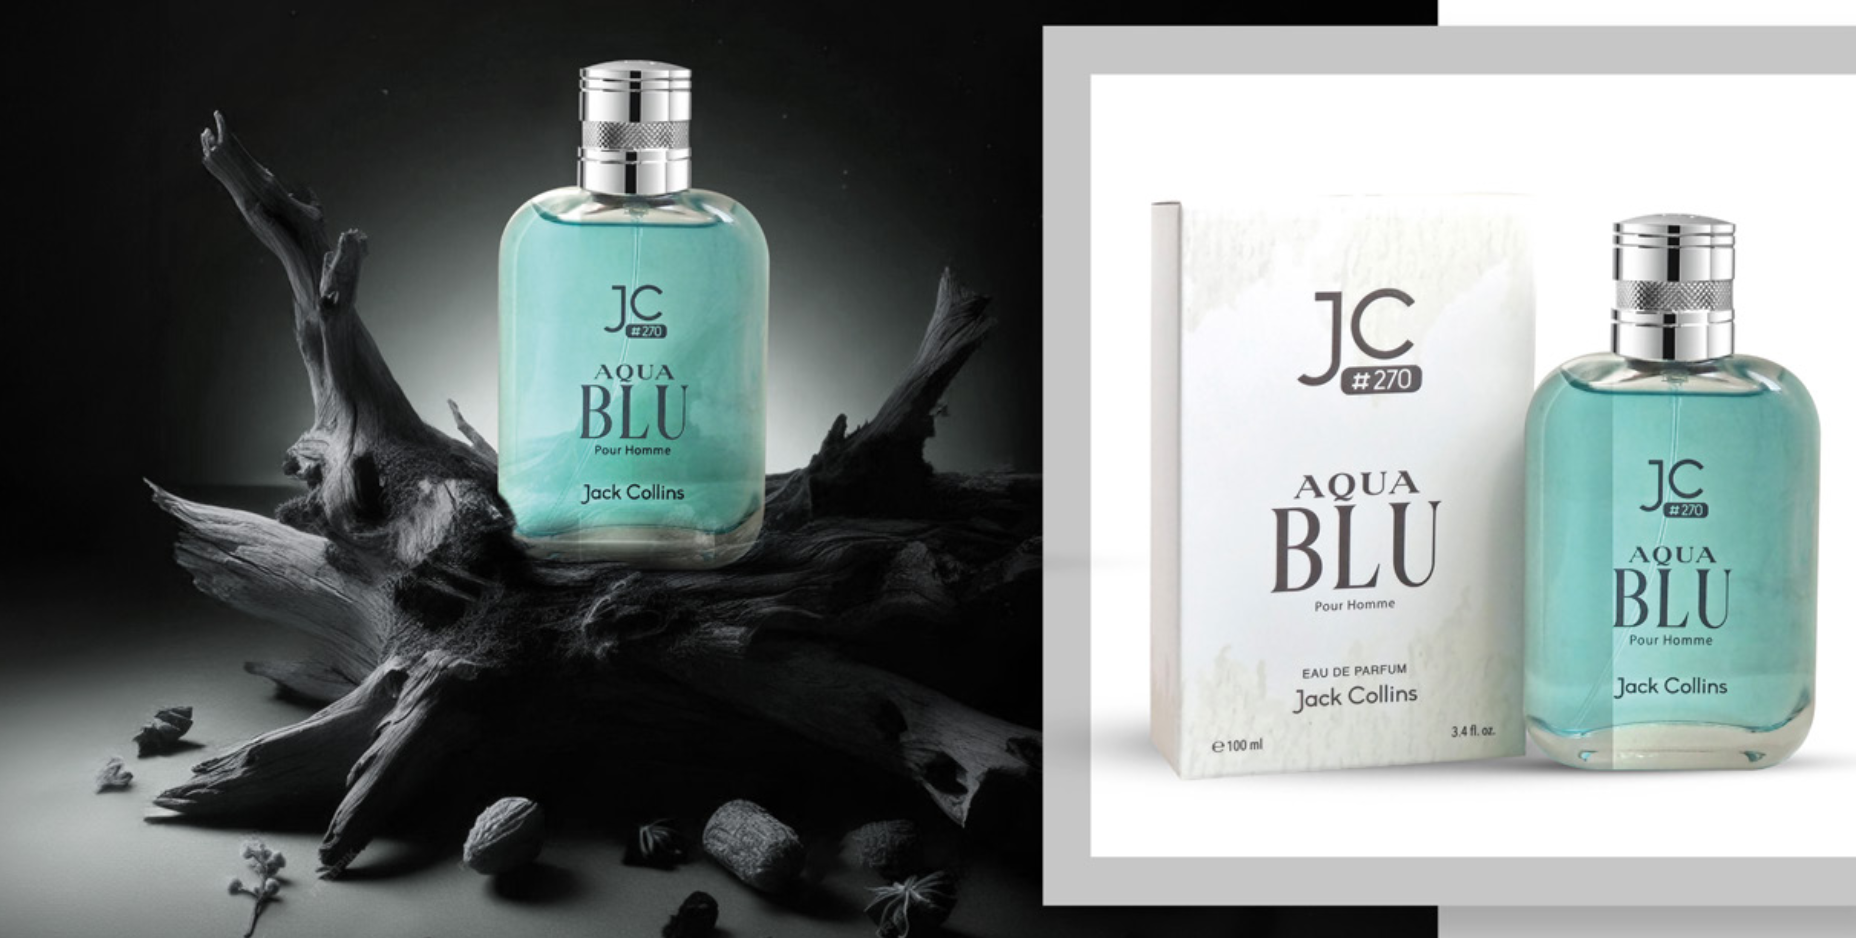 JC
#270
AQUA
BLU
Pour Homme
Jack Collins
JC
#270
AQUA
BLU
Pour Homme
EAU DE PARFUM
Jack Collins
℮100 ml
3.4 fl. oz.
JC
#270
AQUA
BLU
Pour Homme
Jack Collins